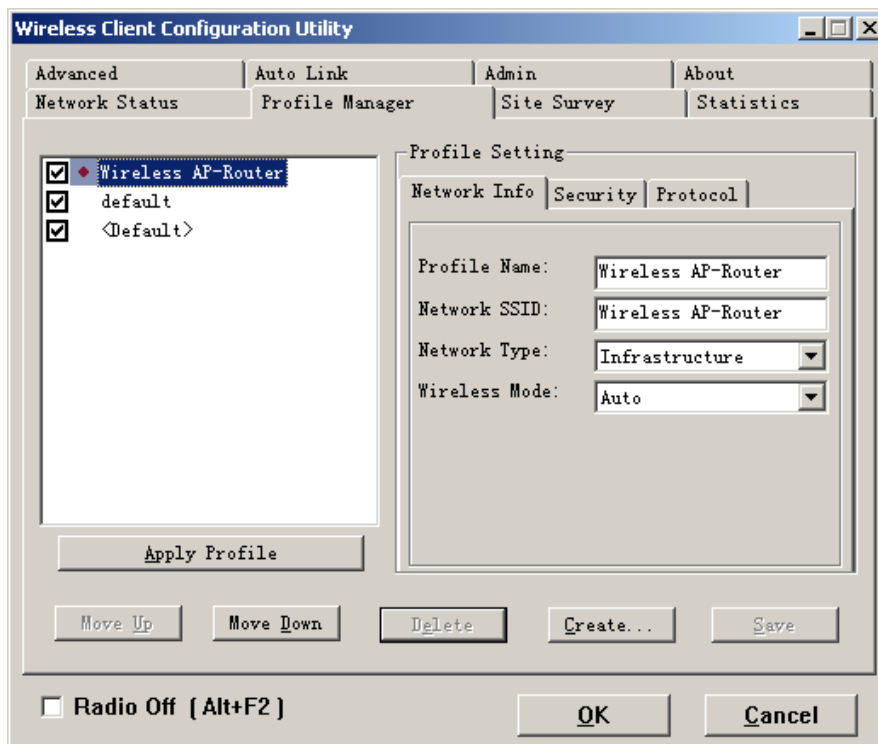 Wireless Client Configuration Utility
Advanced Auto Link Admin About
Network Status Profile Manager Site Survey Statistics
Wireless AP-Router
default
<Default>
Apply Profile
Profile Setting
Network Info Security Protocol
Profile Name: Wireless AP-Router
Network SSID: Wireless AP-Router
Network Type: Infrastructure
Wireless Mode: Auto
Move Up Move Down Delete Create... Save
Radio Off ( Alt+F2 ) OK Cancel